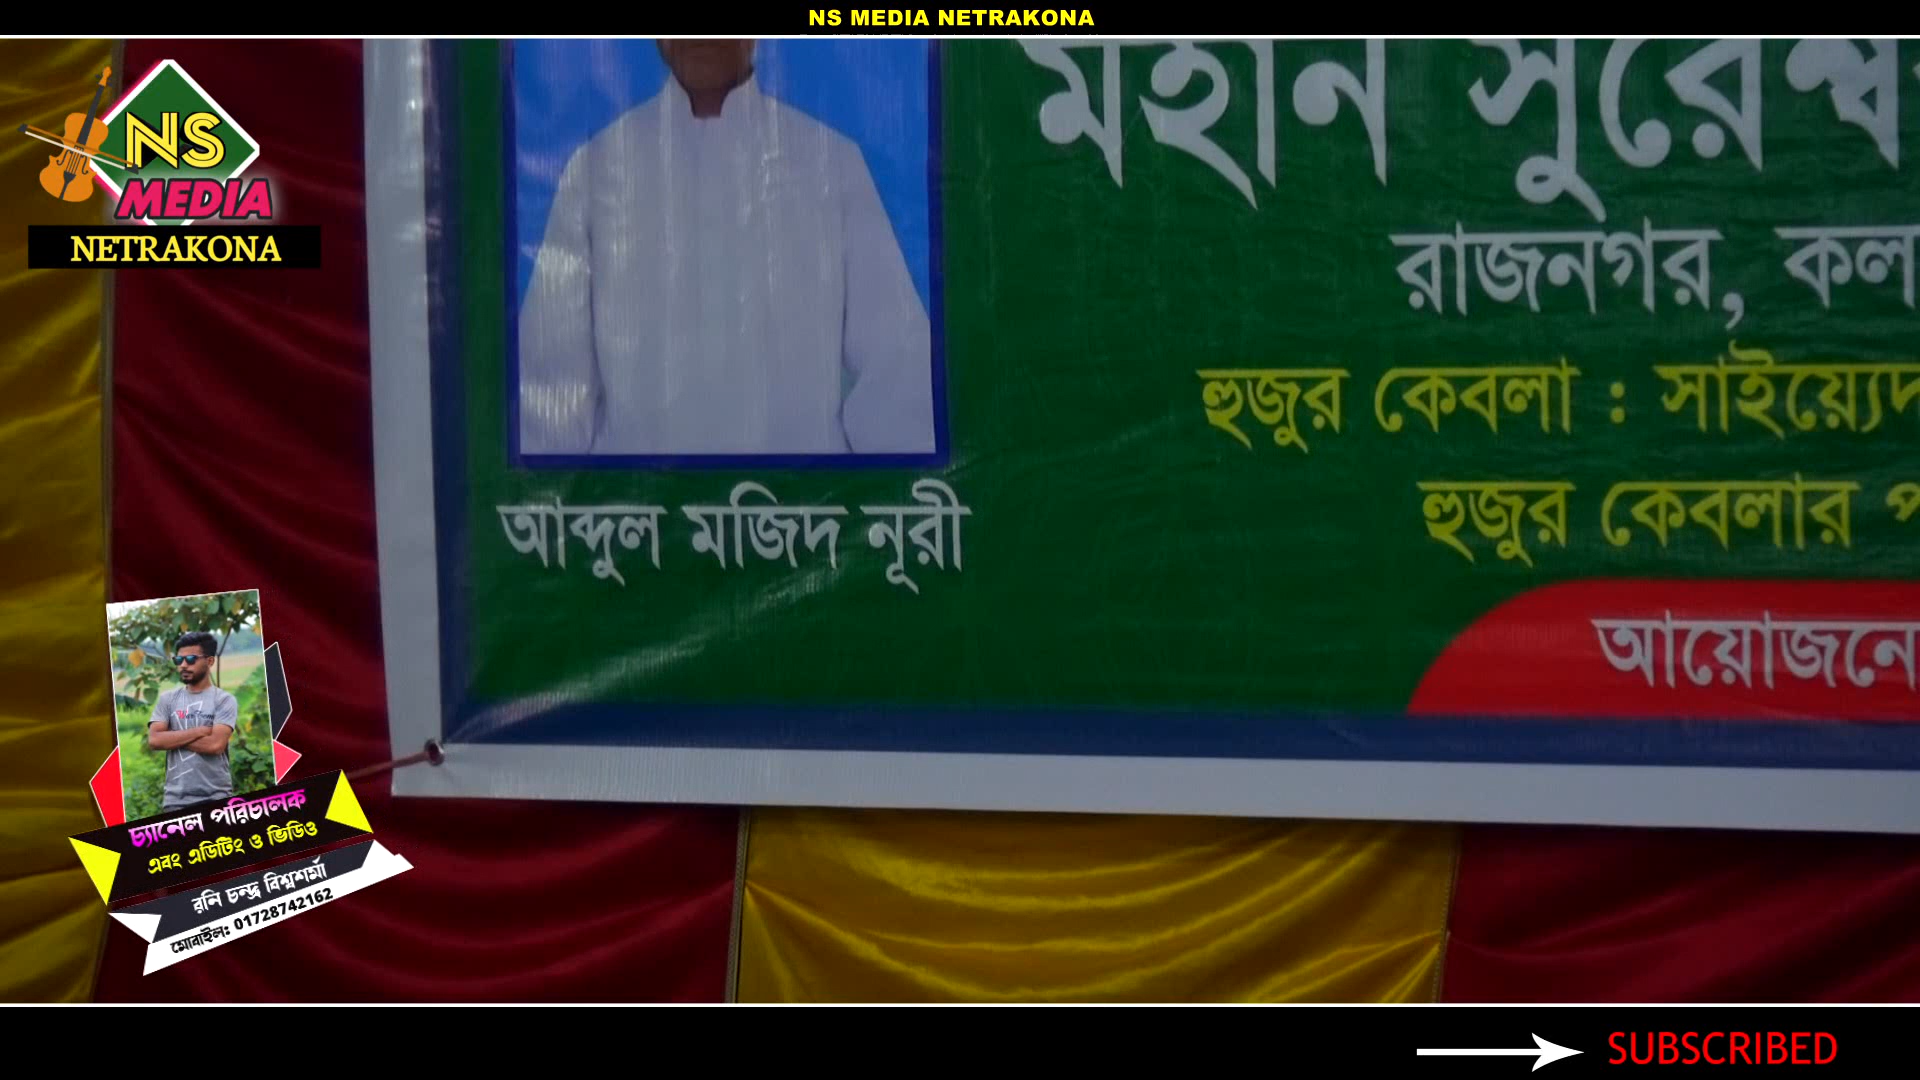 NS MEDIA NETRAKONA
NS
MEDIA
NETRAKONA
মহান সুরেশ্ব
রাজনগর, কল
হুজুর কেবলা : সাইয়্যেদ
হুজুর কেবলার প
আব্দুল মজিদ নূরী
আয়োজনে
চ্যানেল পরিচালক
এবং এডিটিং ও ভিডিও
রনি চন্দ্র বিশ্বশর্মা
মোবাইল: 01728742162
SUBSCRIBED